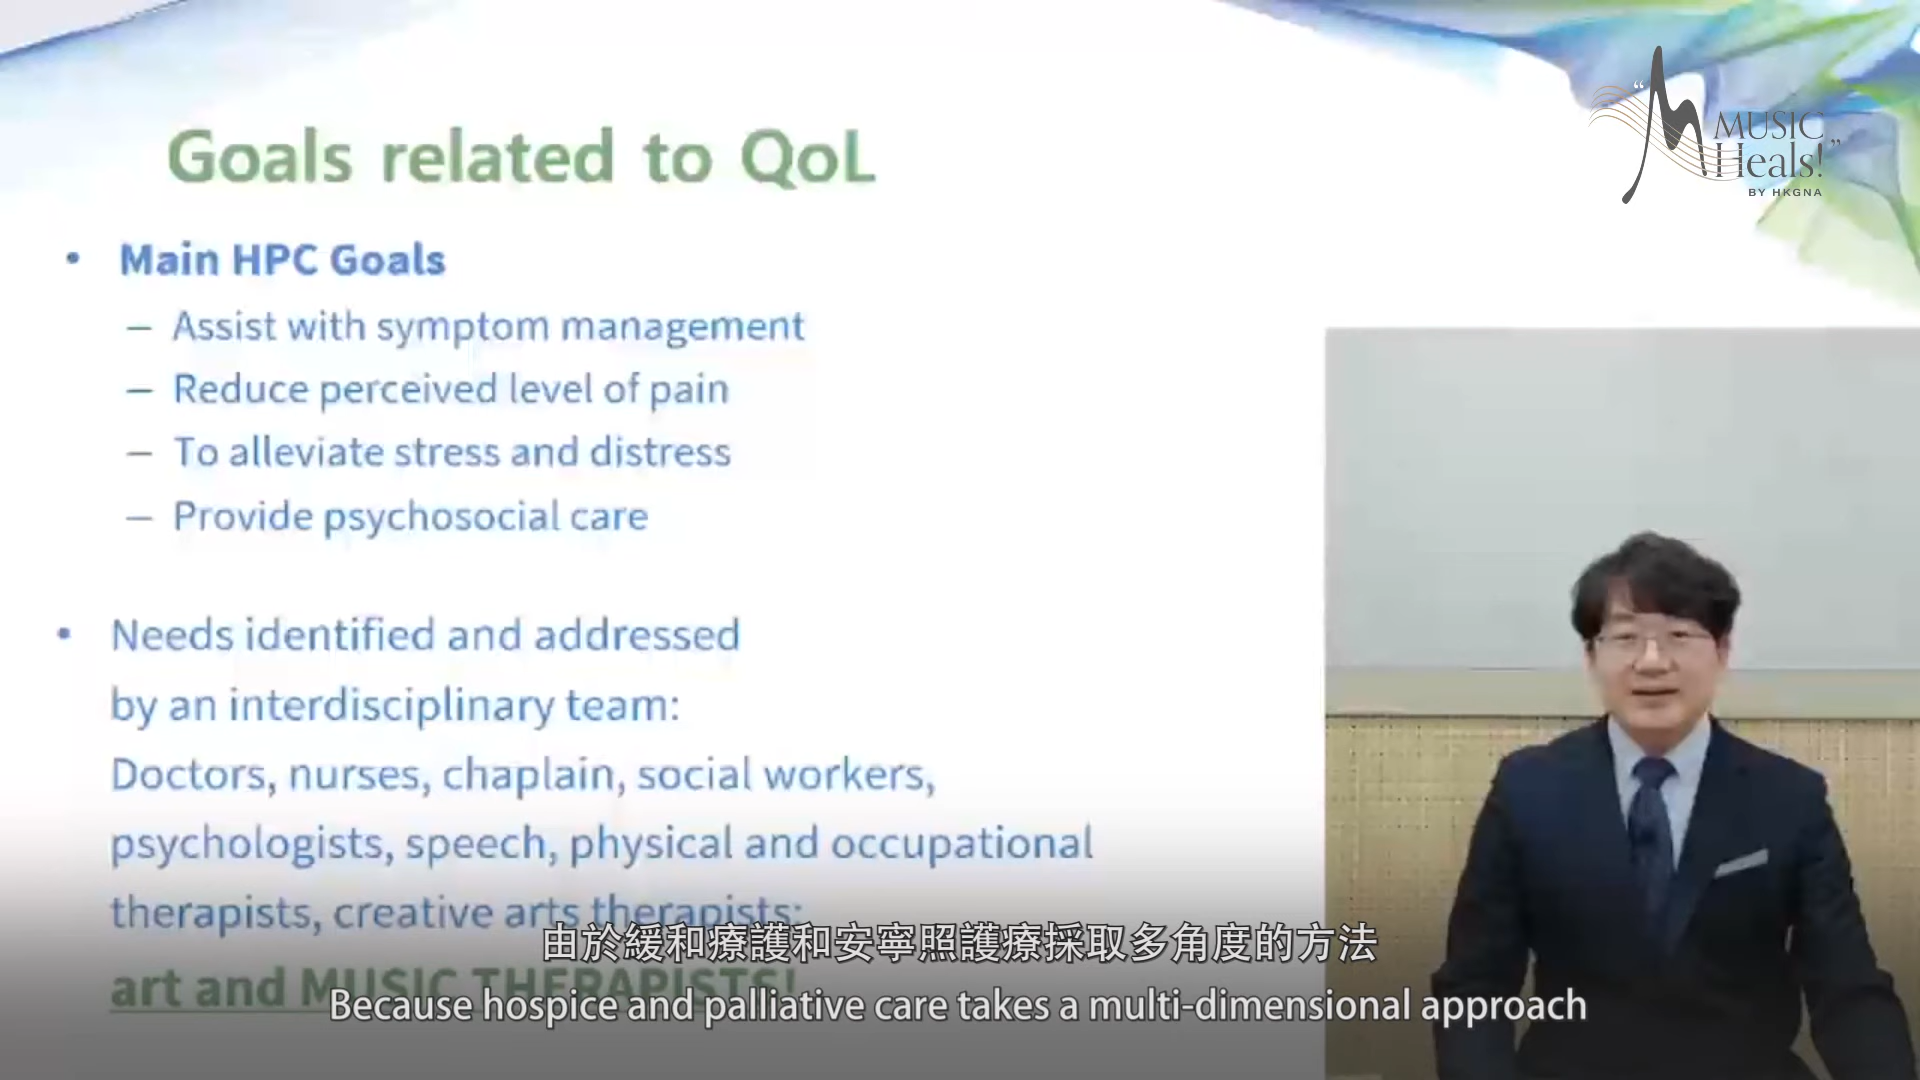 “MUSIC
Heals!”
BY HKGNA
Goals related to QoL
• Main HPC Goals
– Assist with symptom management
– Reduce perceived level of pain
– To alleviate stress and distress
– Provide psychosocial care
• Needs identified and addressed
by an interdisciplinary team:
Doctors, nurses, chaplain, social workers,
psychologists, speech, physical and occupational
therapists, creative arts therapists:
art and MUSIC THERAPISTS!
由於緩和療護和安寧照護療採取多角度的方法
Because hospice and palliative care takes a multi-dimensional approach